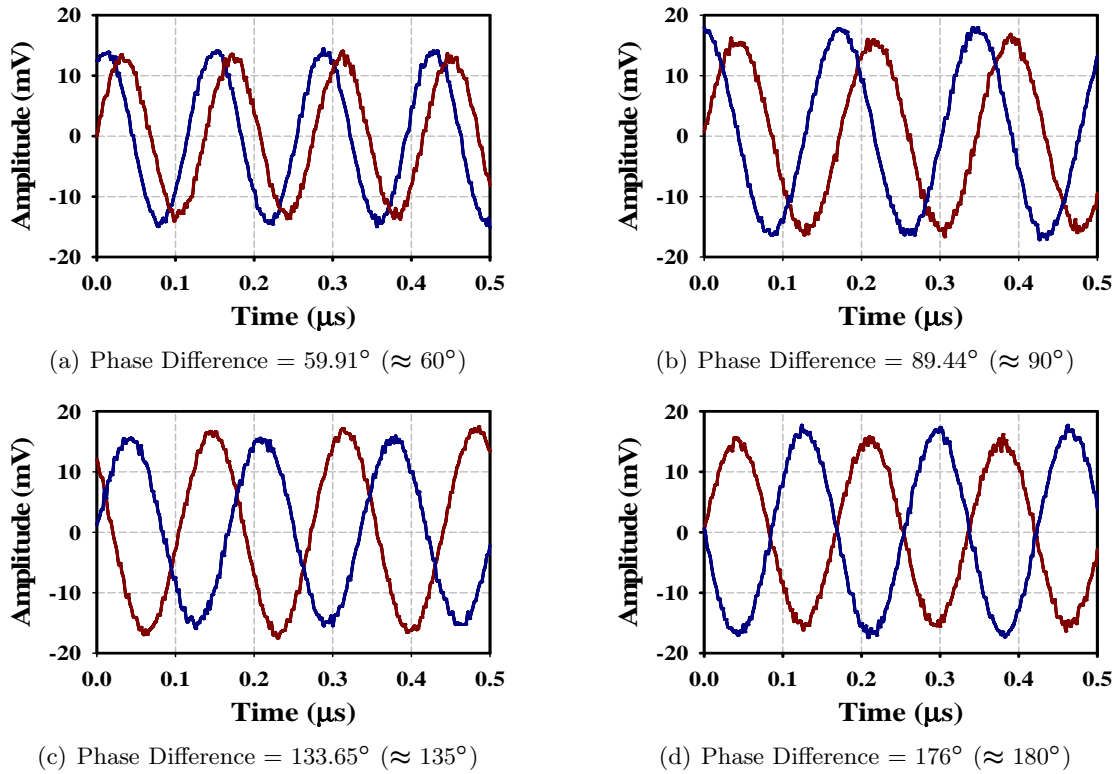 20
10
0
-10
-20
Amplitude (mV)
0.0 0.1 0.2 0.3 0.4 0.5
Time (μs)
(a) Phase Difference = 59.91° (≈ 60°)
20
10
0
-10
-20
Amplitude (mV)
0.0 0.1 0.2 0.3 0.4 0.5
Time (μs)
(b) Phase Difference = 89.44° (≈ 90°)
20
10
0
-10
-20
Amplitude (mV)
0.0 0.1 0.2 0.3 0.4 0.5
Time (μs)
(c) Phase Difference = 133.65° (≈ 135°)
20
10
0
-10
-20
Amplitude (mV)
0.0 0.1 0.2 0.3 0.4 0.5
Time (μs)
(d) Phase Difference = 176° (≈ 180°)